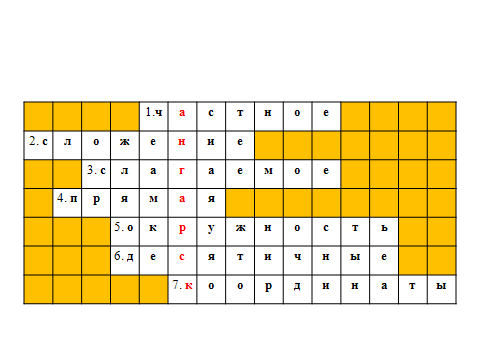 1.частное
2. сложение
3. слагаемое
4. прямая
5. окружность
6. десятичные
7. координаты